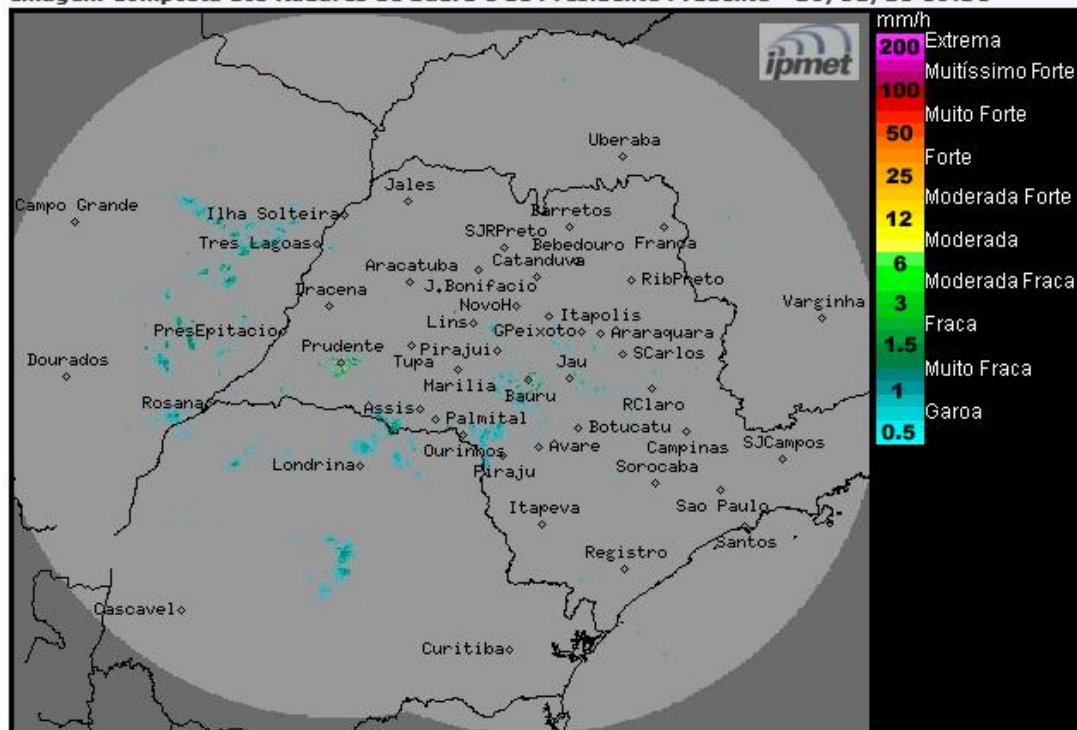 mm/h
200 Extrema
Muitíssimo Forte
100
Muito Forte
50
Forte
25
Moderada Forte
12
Moderada
6
Moderada Fraca
3
Fraca
1.5
Muito Fraca
1
Garoa
0.5
ipmet
Uberaba
Jales
Campo Grande
Ilha Solteira
Barretos
Tres Lagoas
SJRPreto
Bebedouro
Franca
Catanduva
Aracatuba
J.Bonifacio
RibPreto
Dracena
NovoH
Itapolis
Varginha
PresEpitacio
Lins
GPeixoto
Araraquara
Prudente
Tupa
Pirajui
Jau
SCarlos
Dourados
Marilia
Bauru
Rosana
Assis
Palmital
RClaro
Botucatu
Ourinhos
Avare
Campinas
SJCampos
Londrina
Piraju
Sorocaba
Itapeva
Sao Paulo
Santos
Registro
Cascavel
Curitiba